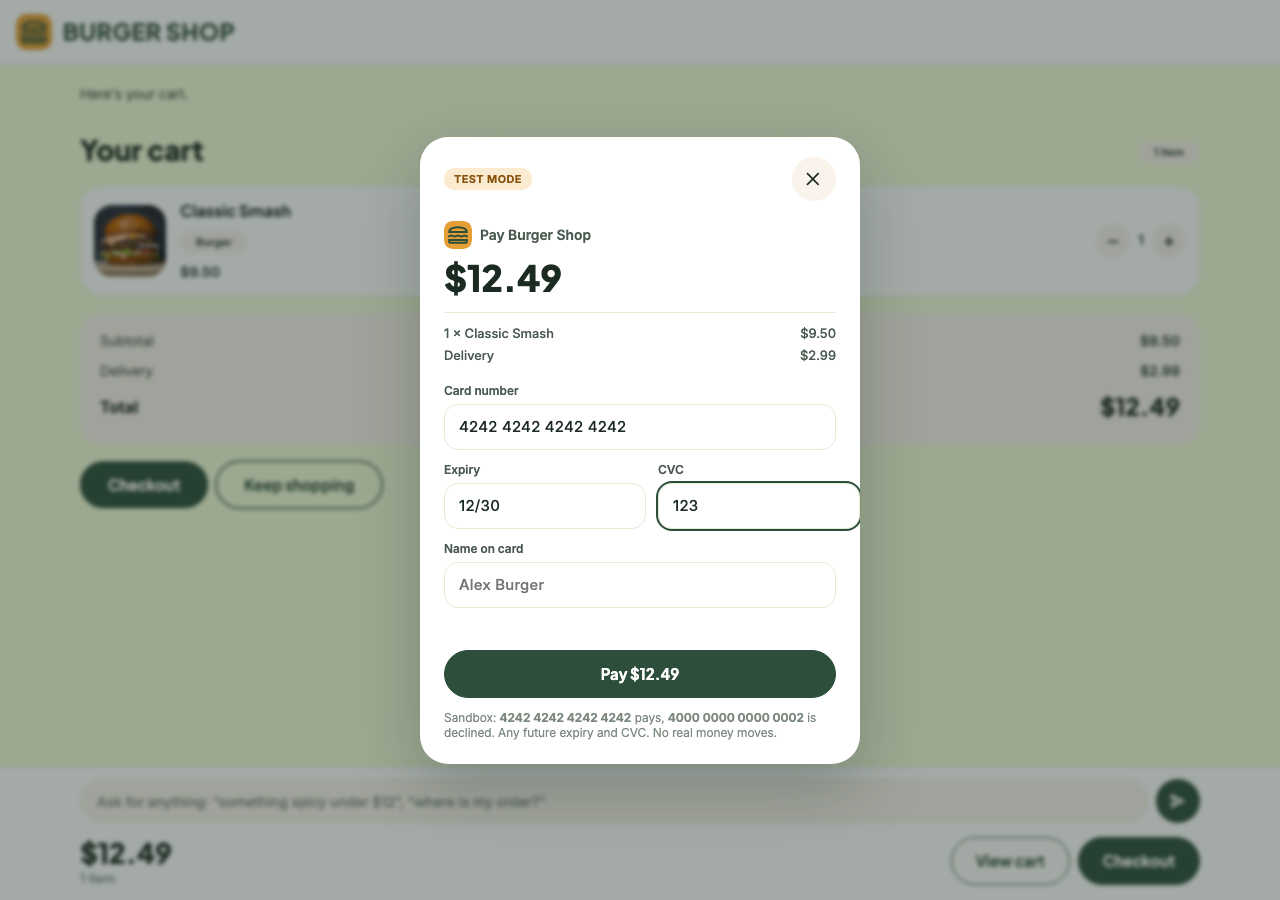 BURGER SHOP
Here's your cart.
Your cart
1 item
Classic Smash
Burger
$9.50
1
Subtotal
$9.50
Delivery
$2.99
Total
$12.49
Checkout
Keep shopping
TEST MODE
Pay Burger Shop
$12.49
1 × Classic Smash $9.50
Delivery $2.99
Card number
4242 4242 4242 4242
Expiry CVC
12/30 123
Name on card
Alex Burger
Pay $12.49
Sandbox: 4242 4242 4242 4242 pays, 4000 0000 0000 0002 is
declined. Any future expiry and CVC. No real money moves.
Ask for anything: "something spicy under $12", "where is my order?"
$12.49
1 item
View cart
Checkout